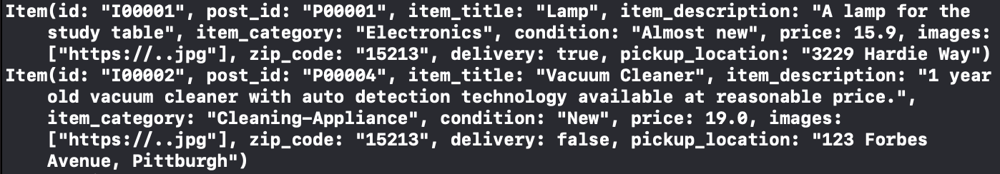 Item(id: "I00001", post_id: "P00001", item_title: "Lamp", item_description: "A lamp for the
study table", item_category: "Electronics", condition: "Almost new", price: 15.9, images:
["https://..jpg"], zip_code: "15213", delivery: true, pickup_location: "3229 Hardie Way")
Item(id: "I00002", post_id: "P00004", item_title: "Vacuum Cleaner", item_description: "1 year
old vacuum cleaner with auto detection technology available at reasonable price.",
item_category: "Cleaning-Appliance", condition: "New", price: 19.0, images:
["https://..jpg"], zip_code: "15213", delivery: false, pickup_location: "123 Forbes
Avenue, Pittburgh")